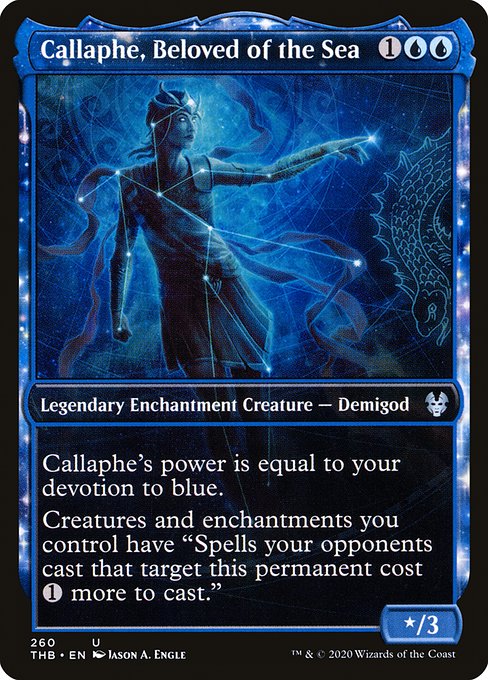 Callaphe, Beloved of the Sea 1
Legendary Enchantment Creature — Demigod
Callaphe's power is equal to your
devotion to blue.
Creatures and enchantments you
control have “Spells your opponents
cast that target this permanent cost
1 more to cast.”
*/3
260 U
THB • EN Jason A. Engle
™ & © 2020 Wizards of the Coast